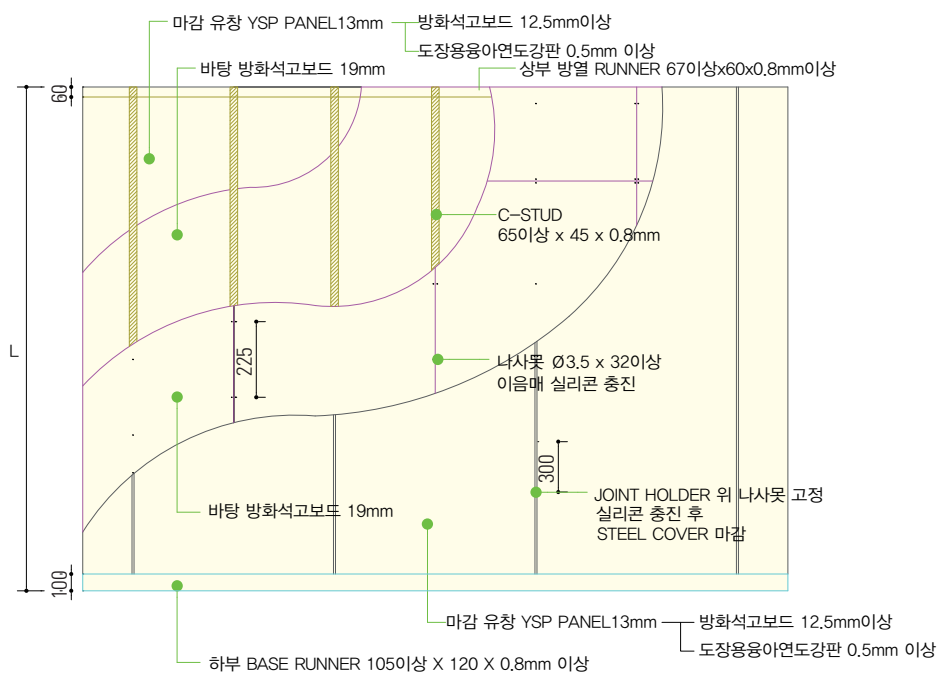 마감 유창 YSP PANEL13mm
방화석고보드 12.5mm이상
도장용융아연도강판 0.5mm 이상
바탕 방화석고보드 19mm
상부 방열 RUNNER 67이상x60x0.8mm이상
60
C-STUD
65이상 x 45 x 0.8mm
L
225
나사못 Ø3.5 x 32이상
이음매 실리콘 충진
300
JOINT HOLDER 위 나사못 고정
실리콘 충진 후
STEEL COVER 마감
바탕 방화석고보드 19mm
100
마감 유창 YSP PANEL13mm
방화석고보드 12.5mm이상
도장용융아연도강판 0.5mm 이상
하부 BASE RUNNER 105이상 X 120 X 0.8mm 이상